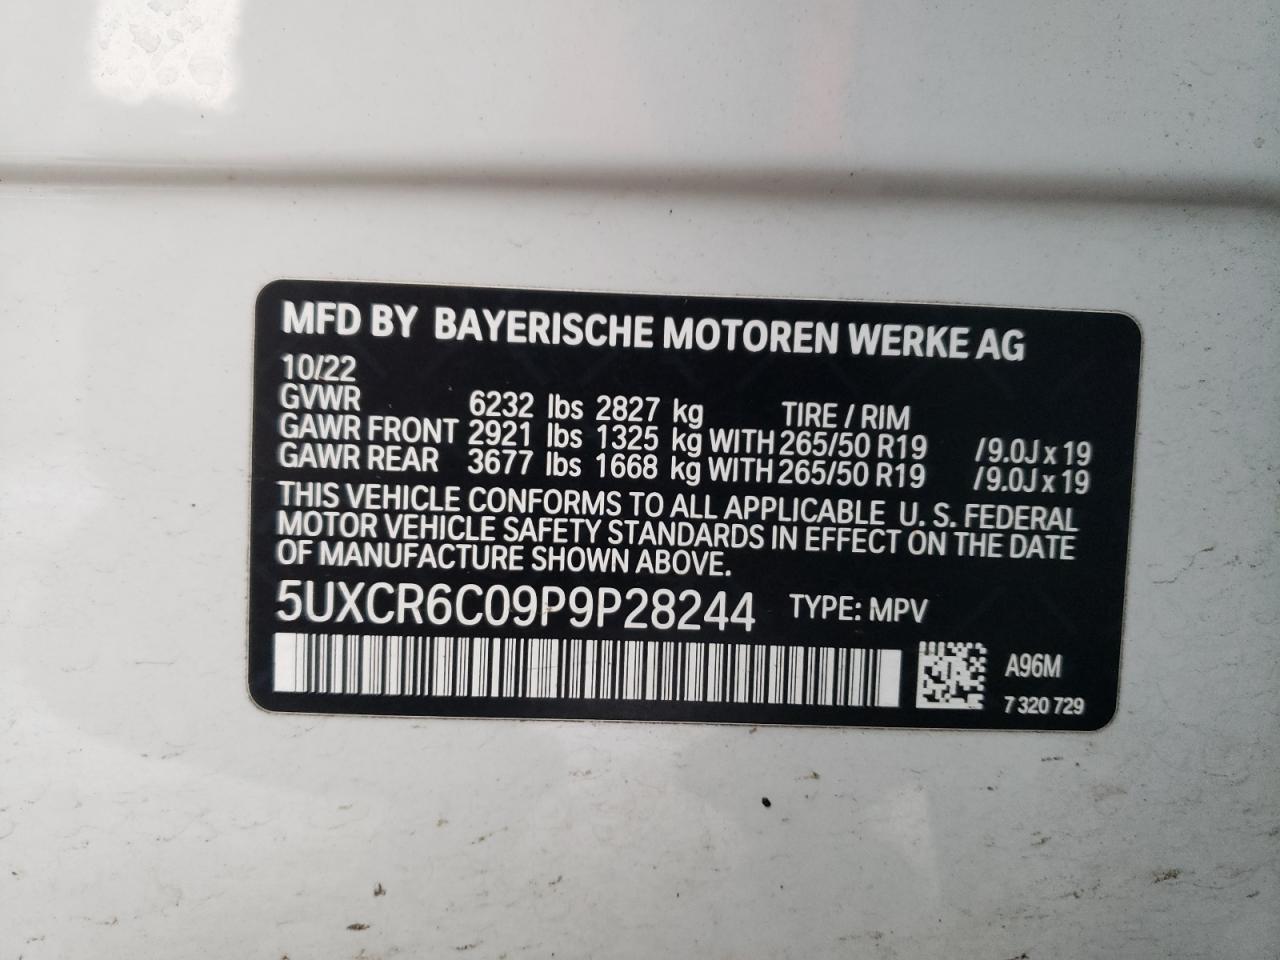 MFD BY BAYERISCHE MOTOREN WERKE AG
10/22
GVWR 6232 lbs 2827 kg TIRE / RIM
GAWR FRONT 2921 lbs 1325 kg WITH 265/50 R19 /9.0J x 19
GAWR REAR 3677 lbs 1668 kg WITH 265/50 R19 /9.0J x 19
THIS VEHICLE CONFORMS TO ALL APPLICABLE U. S. FEDERAL
MOTOR VEHICLE SAFETY STANDARDS IN EFFECT ON THE DATE
OF MANUFACTURE SHOWN ABOVE.
5UXCR6C09P9P28244 TYPE: MPV
A96M
7 320 729